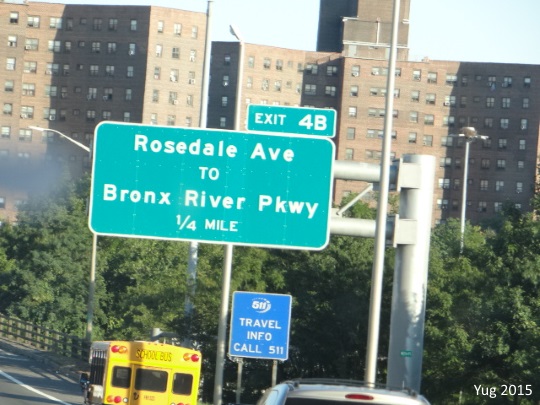 EXIT 4B
Rosedale Ave
TO
Bronx River Pkwy
1/4 MILE
511
TRAVEL
INFO
CALL 511
SCHOOL BUS
Yug 2015